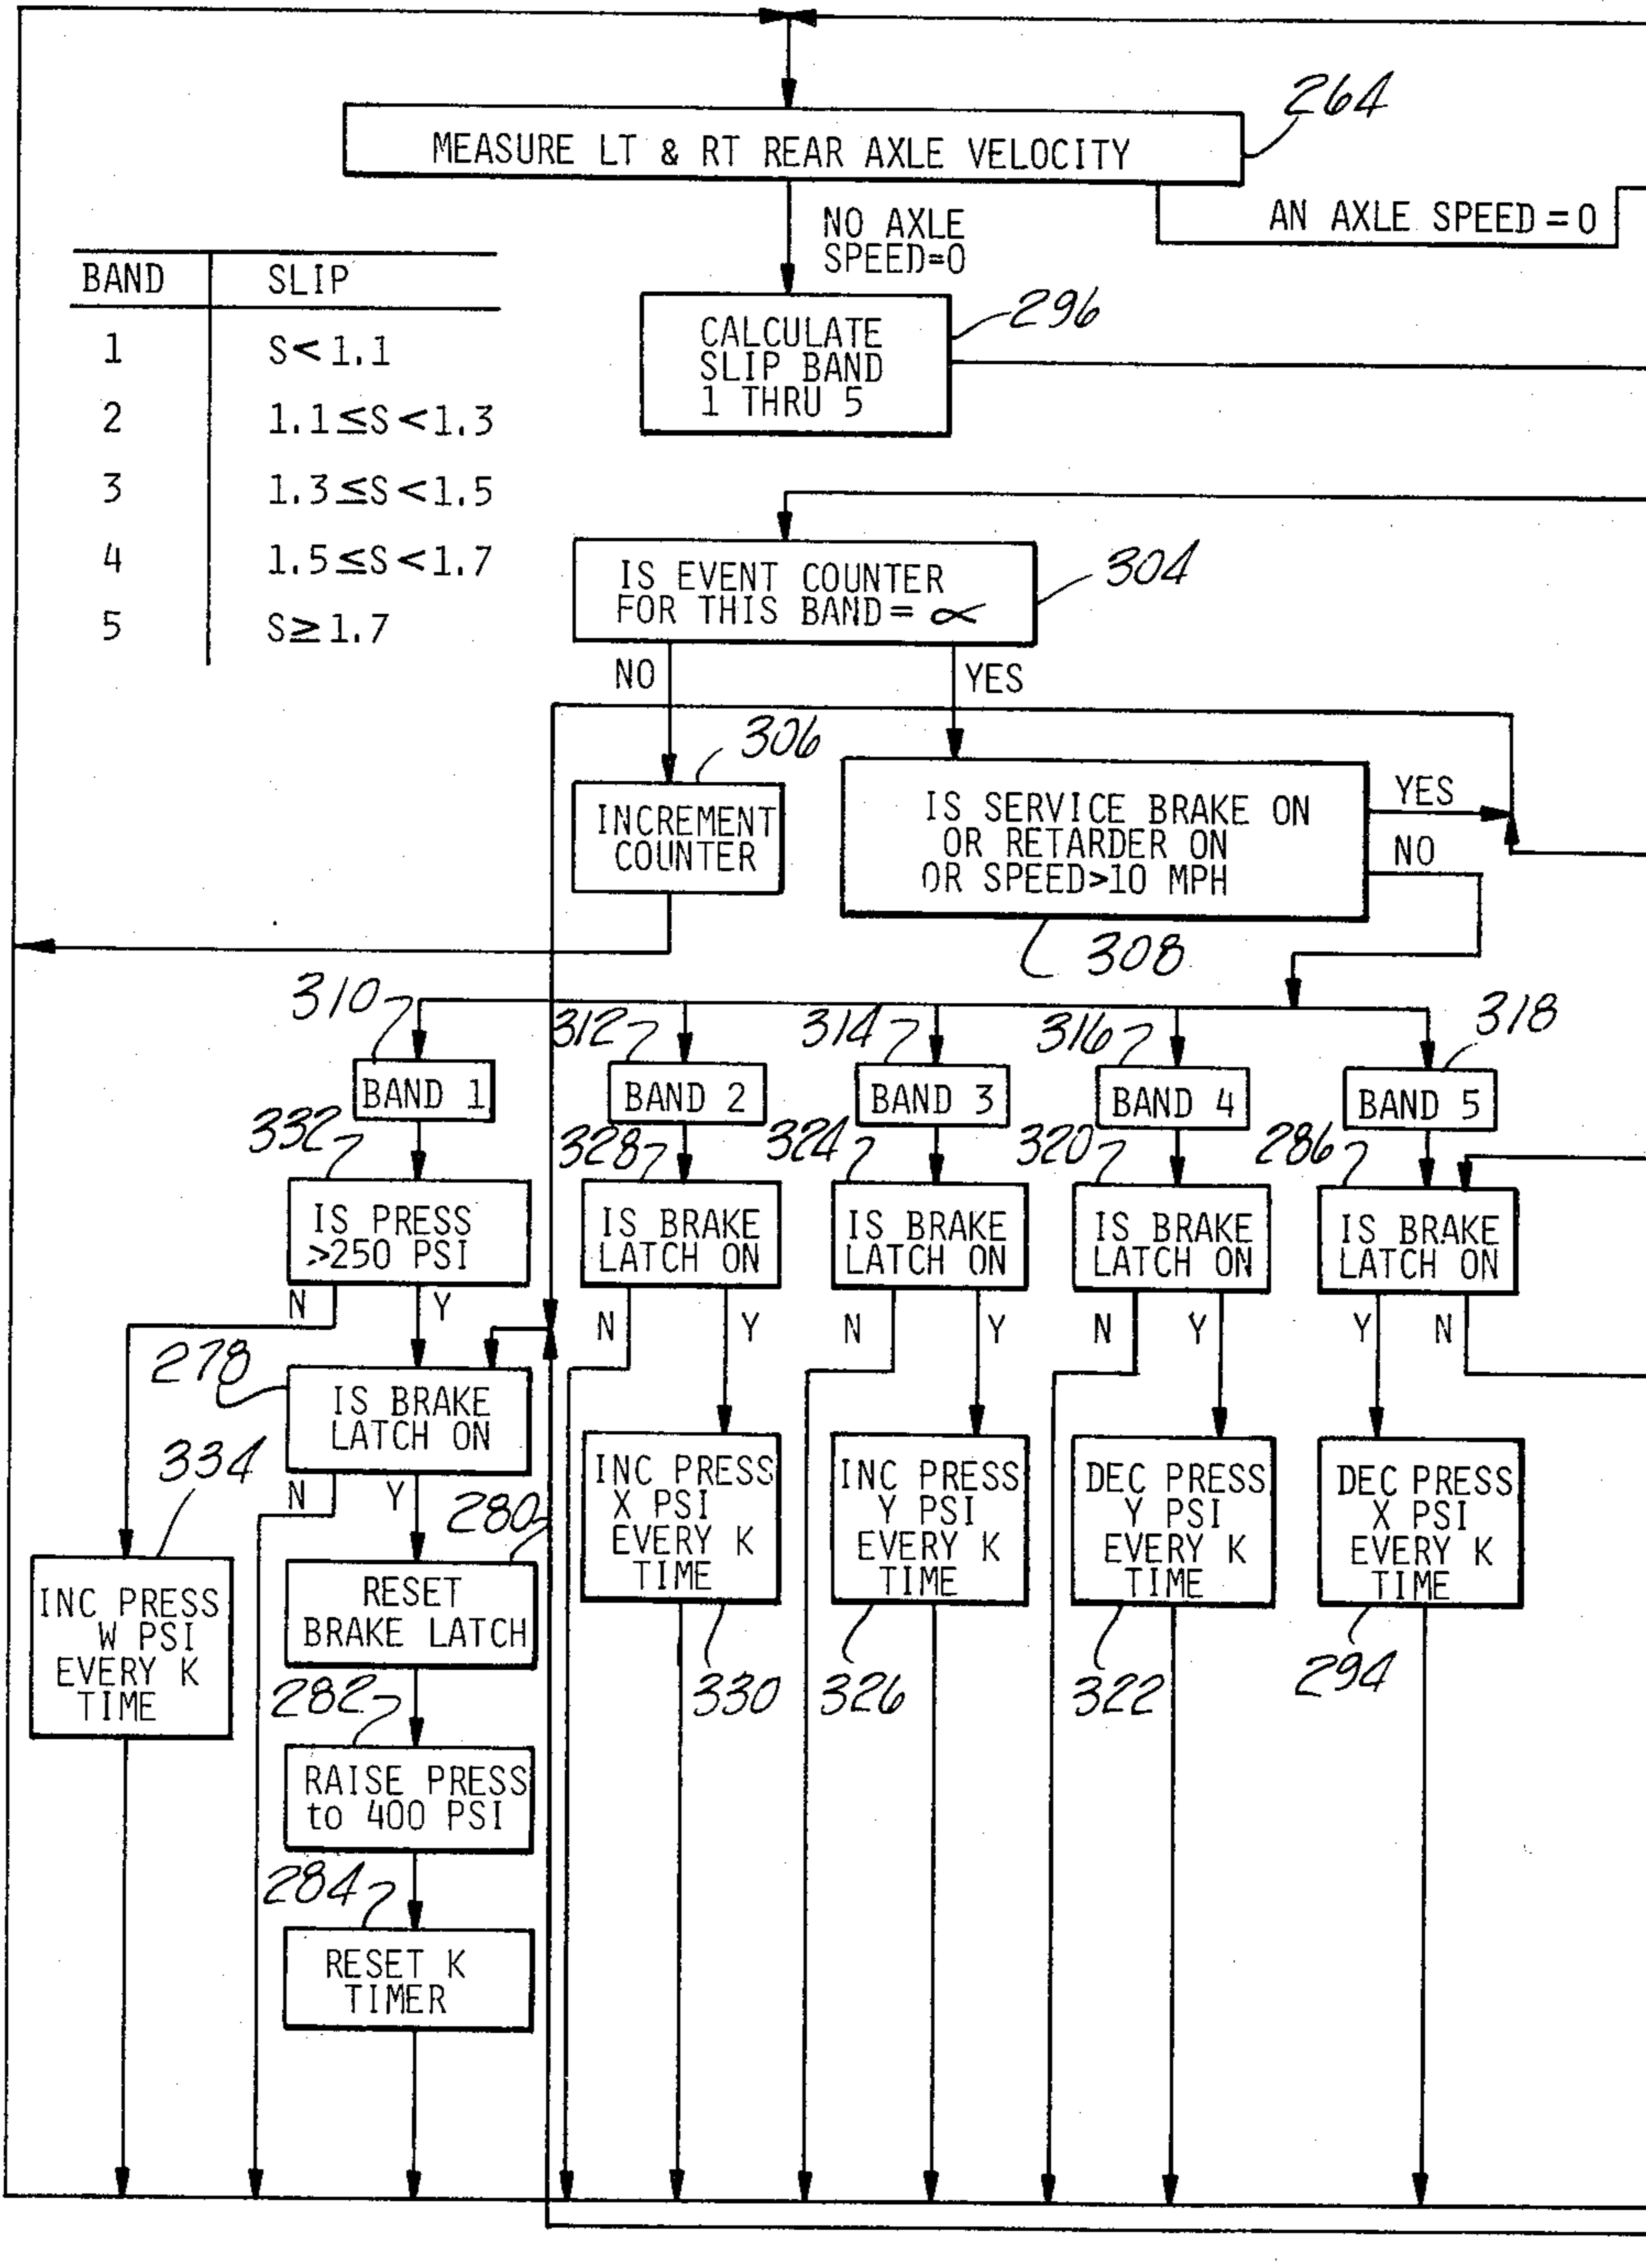 264
MEASURE LT & RT REAR AXLE VELOCITY
NO AXLE
SPEED=0
AN AXLE SPEED=0
BAND SLIP
1 S<1.1
2 1.1≤S<1.3
3 1.3≤S<1.5
4 1.5≤S<1.7
5 S≥1.7
296
CALCULATE
SLIP BAND
1 THRU 5
304
IS EVENT COUNTER
FOR THIS BAND= ∝
NO
YES
306
INCREMENT
COUNTER
IS SERVICE BRAKE ON
OR RETARDER ON
OR SPEED>10 MPH
YES
NO
308
310
312
314
316
318
BAND 1
BAND 2
BAND 3
BAND 4
BAND 5
332
328
324
320
286
IS PRESS
>250 PSI
IS BRAKE
LATCH ON
IS BRAKE
LATCH ON
IS BRAKE
LATCH ON
IS BRAKE
LATCH ON
N
Y
N
Y
N
Y
N
Y
Y
N
278
IS BRAKE
LATCH ON
N
Y
334
280
INC PRESS
X PSI
EVERY K
TIME
INC PRESS
Y PSI
EVERY K
TIME
DEC PRESS
Y PSI
EVERY K
TIME
DEC PRESS
X PSI
EVERY K
TIME
INC PRESS
W PSI
EVERY K
TIME
RESET
BRAKE LATCH
330
326
322
294
282
RAISE PRESS
to 400 PSI
284
RESET K
TIMER